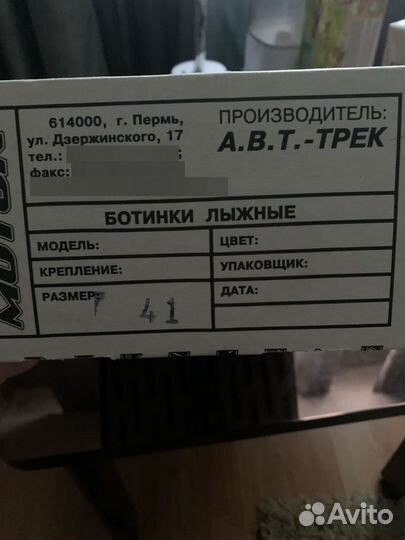 614000, г. Пермь,
ул. Дзержинского, 17
тел.:
факс:
ПРОИЗВОДИТЕЛЬ:
А.В.Т.-ТРЕК
БОТИНКИ ЛЫЖНЫЕ
МОДЕЛЬ:
ЦВЕТ:
КРЕПЛЕНИЕ:
УПАКОВЩИК:
РАЗМЕР: 41
ДАТА:
Avito